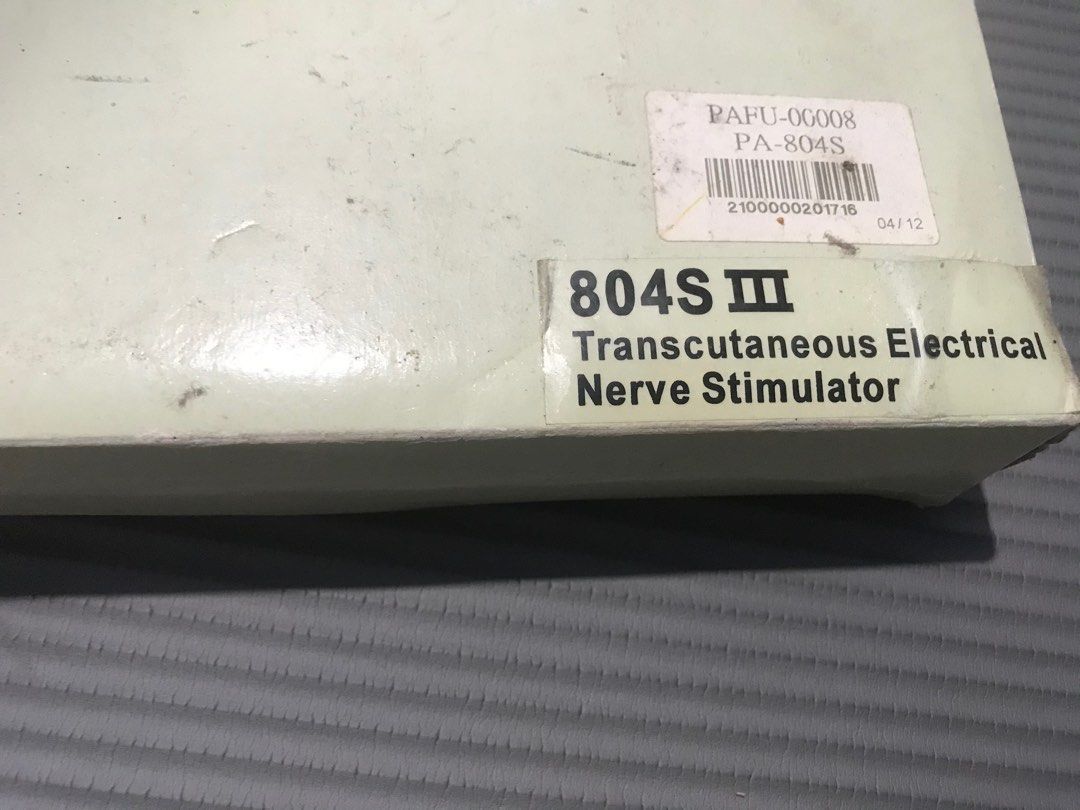 PAFU-00008
PA-804S
2100000201716
04/12
804S III
Transcutaneous Electrical
Nerve Stimulator